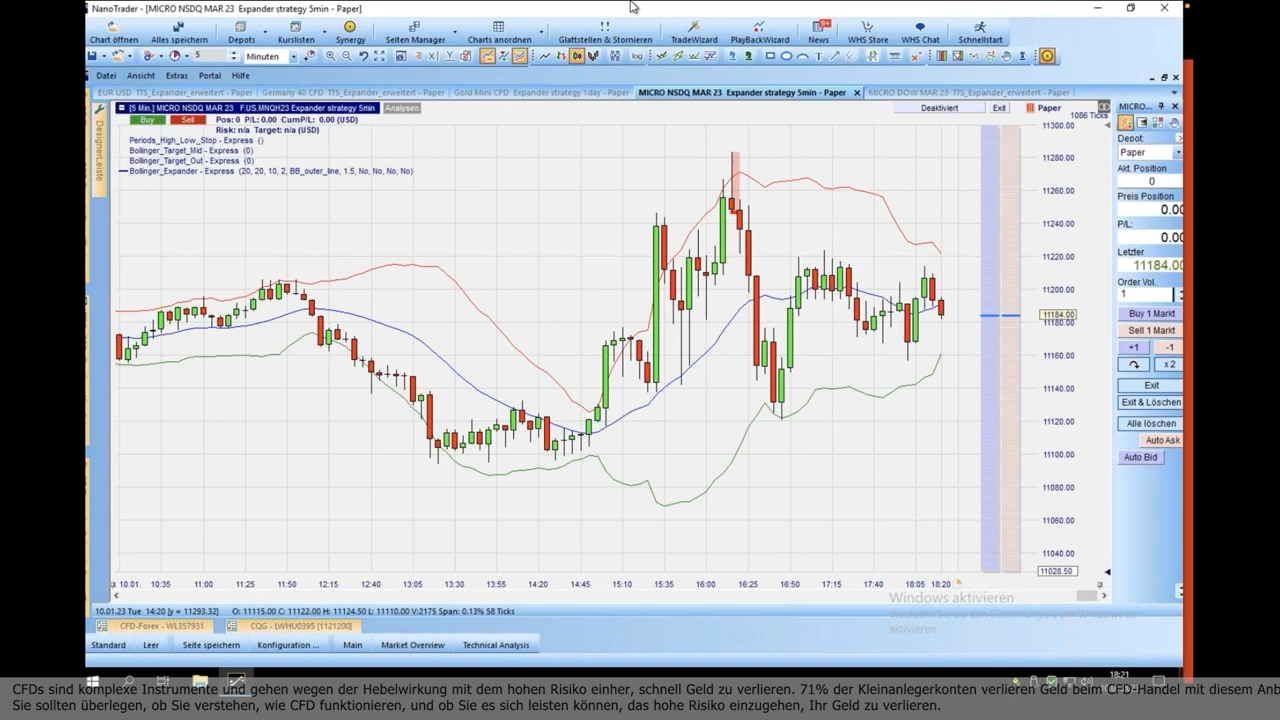 NanoTrader - [MICRO NSDQ MAR 23 Expander strategy 5min - Paper]
Chart öffnen Alles speichern Depots Kurslisten Synergy Seiten Manager Charts anordnen Glattstellen & Stornieren TradeWizard PlayBackWizard News WHS Store WHS Chat Schnellstart
9+
5 Minuten log
Datei Ansicht Extras Portal Hilfe
EUR USD TTS_Expander_erweitert - Paper Germany 40 CFD TTS_Expander_erweitert - Paper Gold Mini CFD Expander strategy 1day - Paper MICRO NSDQ MAR 23 Expander strategy 5min - Paper MICRO DOW MAR 23 TTS_Expander_erweitert - Paper
DesignerLeiste
[5 Min.] MICRO NSDQ MAR 23 F.US.MNQH23 Expander strategy 5min Analysen Deaktiviert Exit Paper
1086 Ticks
Buy Sell Pos: 0 P/L: 0.00 CumP/L: 0.00 (USD)
Risk: n/a Target: n/a (USD)
Periods_High_Low_Stop - Express ()
Bollinger_Target_Mid - Express (0)
Bollinger_Target_Out - Express (0)
Bollinger_Expander - Express (20, 20, 10, 2, BB_outer_line, 1.5, No, No, No, No)
11300.00
11280.00
11260.00
11240.00
11220.00
11200.00
11184.00
11180.00
11160.00
11140.00
11120.00
11100.00
11080.00
11060.00
11040.00
11028.50
10.01. 10:35 11:00 11:25 11:50 12:15 12:40 13:05 13:30 13:55 14:20 14:45 15:10 15:35 16:00 16:25 16:50 17:15 17:40 18:05 18:20
MICRO...
Depot:
Paper
Akt. Position
0
Preis Position
0.00
P/L:
0.00
Letzter
11184.00
Order Vol.
1
Buy 1 Markt
Sell 1 Markt
+1 -1
x 2
Exit
Exit & Löschen
Alle löschen
Auto Ask
Auto Bid
Windows aktivieren
aktivieren.
10.01.23 Tue 14:20 [y = 11293.32] O: 11115.00 C: 11122.00 H: 11124.50 L: 11110.00 V:2175 Span: 0.13% 58 Ticks
CFD-Forex - WL357931 CQG - LWHU0395 [1121200]
Standard Leer Seite speichern Konfiguration ... Main Market Overview Technical Analysis
18:21
CFDs sind komplexe Instrumente und gehen wegen der Hebelwirkung mit dem hohen Risiko einher, schnell Geld zu verlieren. 71% der Kleinanlegerkonten verlieren Geld beim CFD-Handel mit diesem Anb
Sie sollten überlegen, ob Sie verstehen, wie CFD funktionieren, und ob Sie es sich leisten können, das hohe Risiko einzugehen, Ihr Geld zu verlieren.